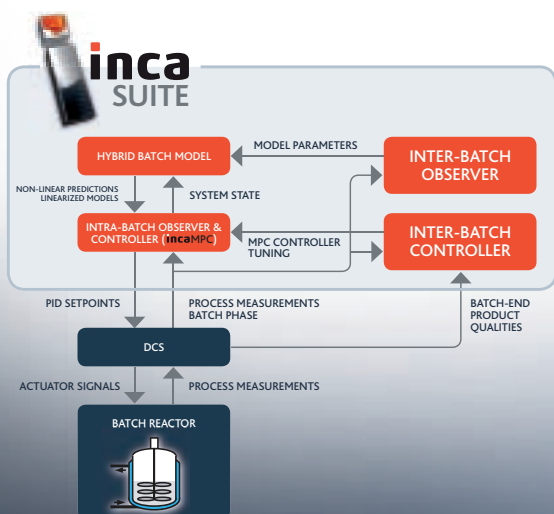 inca
SUITE
MODEL PARAMETERS
HYBRID BATCH MODEL
INTER-BATCH
OBSERVER
NON-LINEAR PREDICTIONS
LINEARIZED MODELS
SYSTEM STATE
INTRA-BATCH OBSERVER &
CONTROLLER (incaMPC)
MPC CONTROLLER
TUNING
INTER-BATCH
CONTROLLER
PID SETPOINTS
PROCESS MEASUREMENTS
BATCH PHASE
BATCH-END
PRODUCT
QUALITIES
DCS
ACTUATOR SIGNALS
PROCESS MEASUREMENTS
BATCH REACTOR